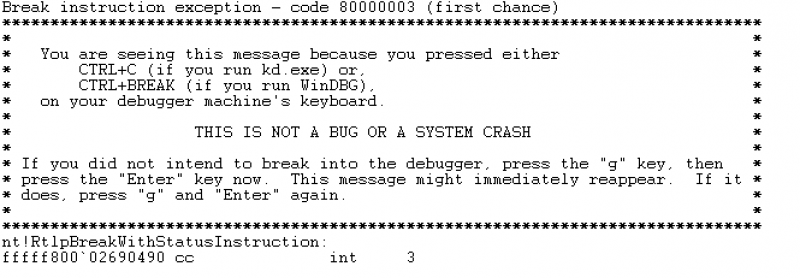 Break instruction exception - code 80000003 (first chance)
*******************************************************************************
*                                                                             *
*   You are seeing this message because you pressed either                    *
*       CTRL+C (if you run kd.exe) or,                                        *
*       CTRL+BREAK (if you run WinDBG),                                       *
*   on your debugger machine's keyboard.                                      *
*                                                                             *
*                   THIS IS NOT A BUG OR A SYSTEM CRASH                       *
*                                                                             *
* If you did not intend to break into the debugger, press the "g" key, then   *
* press the "Enter" key now.  This message might immediately reappear.  If it *
* does, press "g" and "Enter" again.                                          *
*                                                                             *
*******************************************************************************
nt!RtlpBreakWithStatusInstruction:
fffff800`02690490 cc              int     3